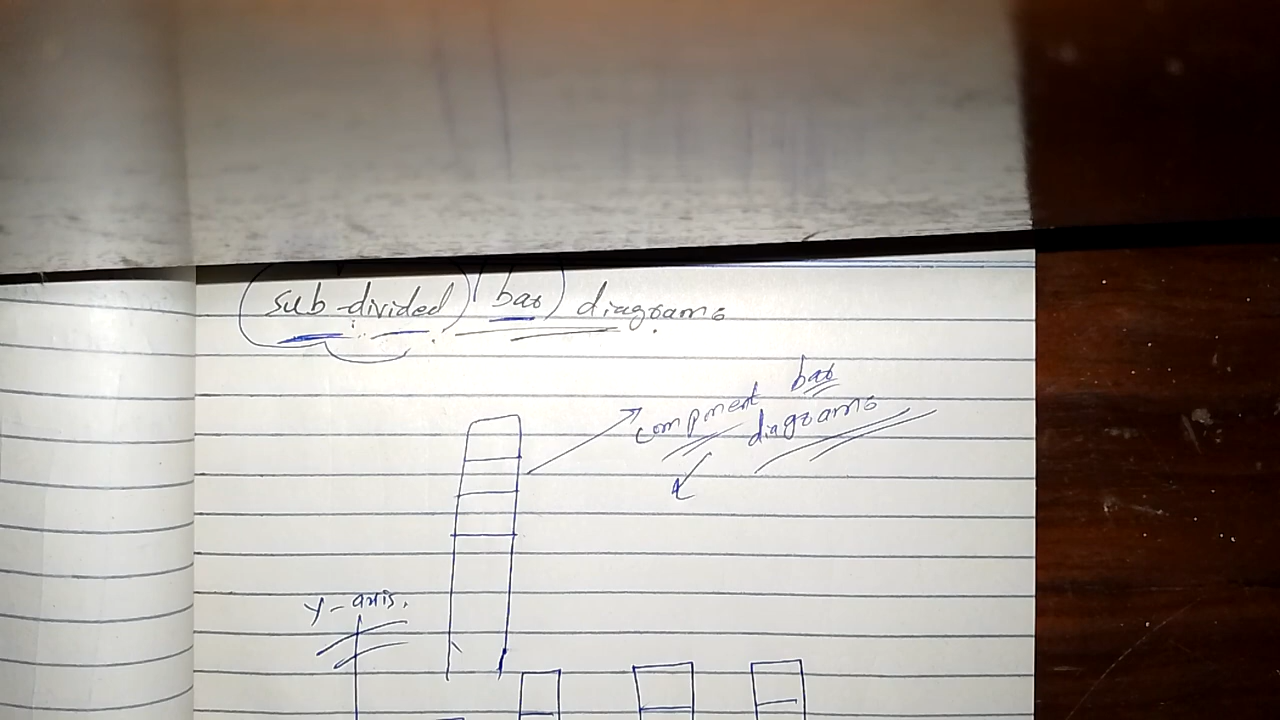 sub-divided bar diagrams
component bar
diagrams
y-axis.